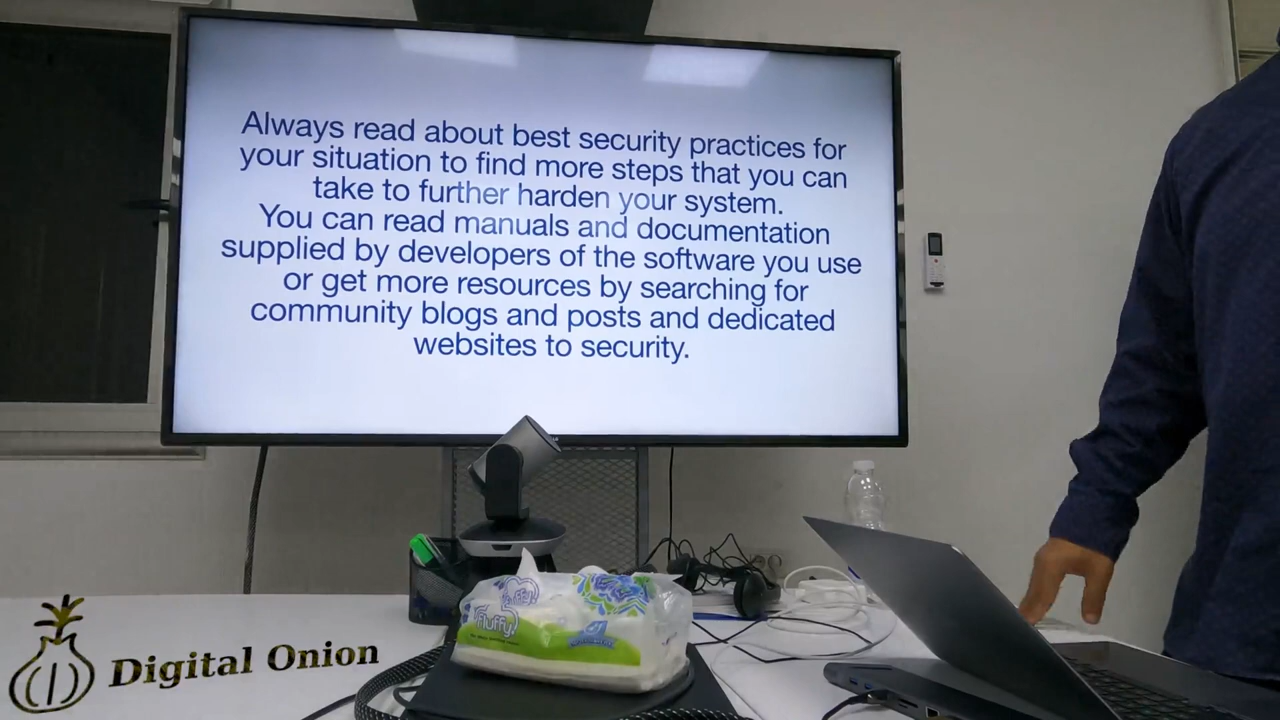 Always read about best security practices for
your situation to find more steps that you can
take to further harden your system.
You can read manuals and documentation
supplied by developers of the software you use
or get more resources by searching for
community blogs and posts and dedicated
websites to security.
Fluffy!
Digital Onion